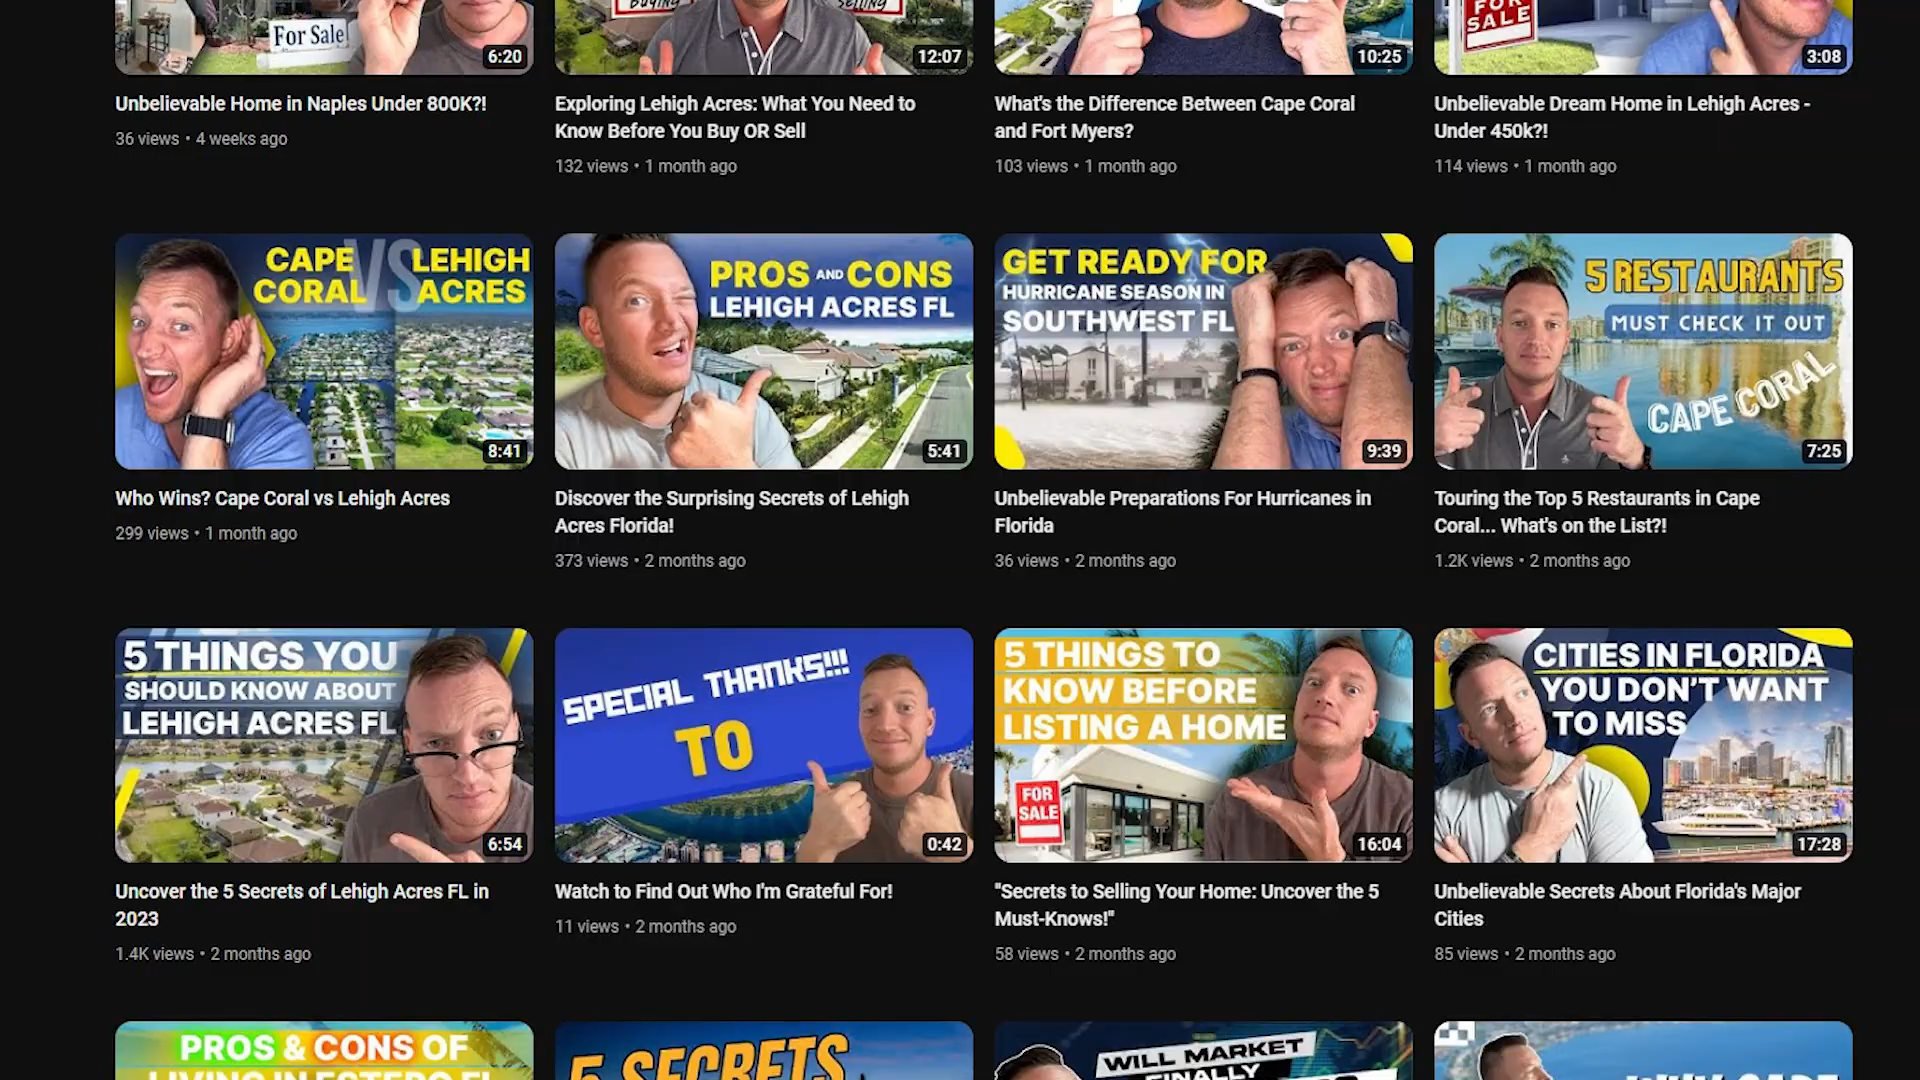 For Sale
6:20
BUYING
SELLING
12:07
10:25
FOR
SALE
3:08
Unbelievable Home in Naples Under 800K?!
36 views • 4 weeks ago
Exploring Lehigh Acres: What You Need to
Know Before You Buy OR Sell
132 views • 1 month ago
What's the Difference Between Cape Coral
and Fort Myers?
103 views • 1 month ago
Unbelievable Dream Home in Lehigh Acres -
Under 450k?!
114 views • 1 month ago
CAPE
CORAL
VS
LEHIGH
ACRES
8:41
PROS AND CONS
LEHIGH ACRES FL
5:41
GET READY FOR
HURRICANE SEASON IN
SOUTHWEST FL
9:39
5 RESTAURANTS
MUST CHECK IT OUT
CAPE CORAL
7:25
Who Wins? Cape Coral vs Lehigh Acres
299 views • 1 month ago
Discover the Surprising Secrets of Lehigh
Acres Florida!
373 views • 2 months ago
Unbelievable Preparations For Hurricanes in
Florida
36 views • 2 months ago
Touring the Top 5 Restaurants in Cape
Coral... What's on the List?!
1.2K views • 2 months ago
5 THINGS YOU
SHOULD KNOW ABOUT
LEHIGH ACRES FL
6:54
SPECIAL THANKS!!!
TO
0:42
5 THINGS TO
KNOW BEFORE
LISTING A HOME
FOR
SALE
16:04
CITIES IN FLORIDA
YOU DON'T WANT
TO MISS
17:28
Uncover the 5 Secrets of Lehigh Acres FL in
2023
1.4K views • 2 months ago
Watch to Find Out Who I'm Grateful For!
11 views • 2 months ago
"Secrets to Selling Your Home: Uncover the 5
Must-Knows!"
58 views • 2 months ago
Unbelievable Secrets About Florida's Major
Cities
85 views • 2 months ago
PROS & CONS OF
LIVING IN ESTERO FL
5 SECRETS
WILL MARKET
FINALLY
WHY CAPE